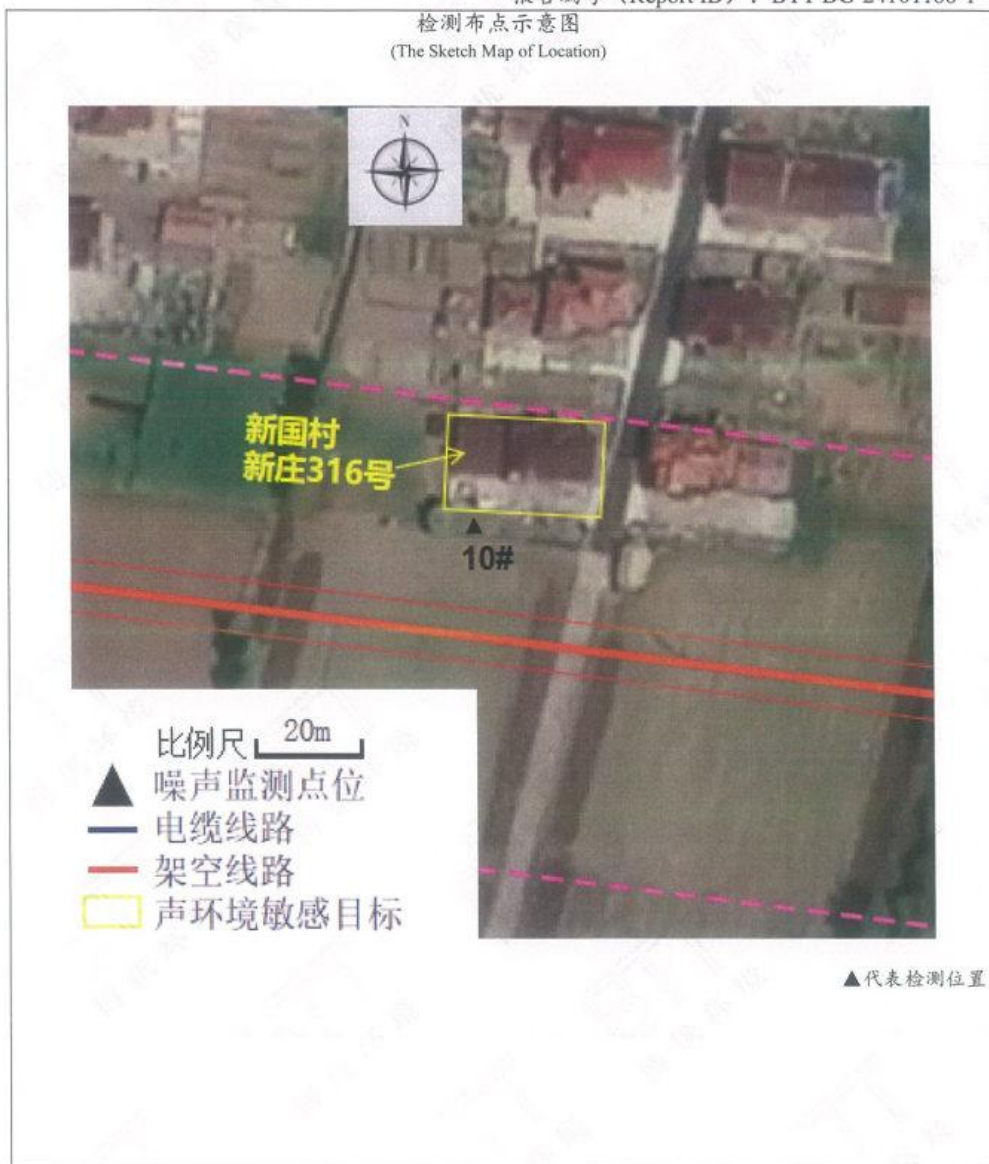 检测布点示意图
(The Sketch Map of Location)
N
新国村
新庄316号
10#
比例尺 20m
噪声监测点位
电缆线路
架空线路
声环境敏感目标
▲代表检测位置